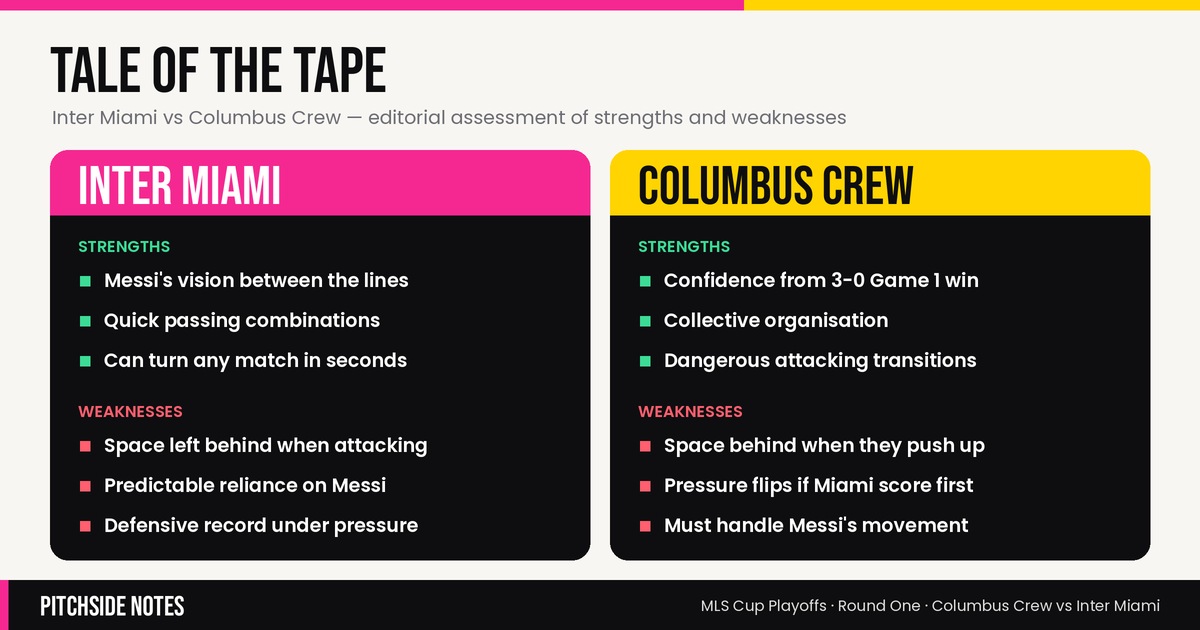 TALE OF THE TAPE
Inter Miami vs Columbus Crew — editorial assessment of strengths and weaknesses
INTER MIAMI
STRENGTHS
Messi's vision between the lines
Quick passing combinations
Can turn any match in seconds
WEAKNESSES
Space left behind when attacking
Predictable reliance on Messi
Defensive record under pressure
COLUMBUS CREW
STRENGTHS
Confidence from 3-0 Game 1 win
Collective organisation
Dangerous attacking transitions
WEAKNESSES
Space behind when they push up
Pressure flips if Miami score first
Must handle Messi's movement
PITCHSIDE NOTES
MLS Cup Playoffs · Round One · Columbus Crew vs Inter Miami